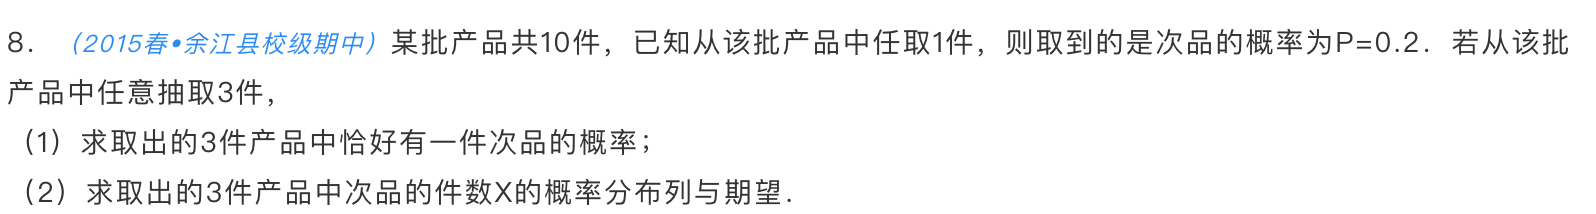 8. （2015春•余江县校级期中）某批产品共10件，已知从该批产品中任取1件，则取到的是次品的概率为P=0.2．若从该批
产品中任意抽取3件，
（1）求取出的3件产品中恰好有一件次品的概率；
（2）求取出的3件产品中次品的件数X的概率分布列与期望．